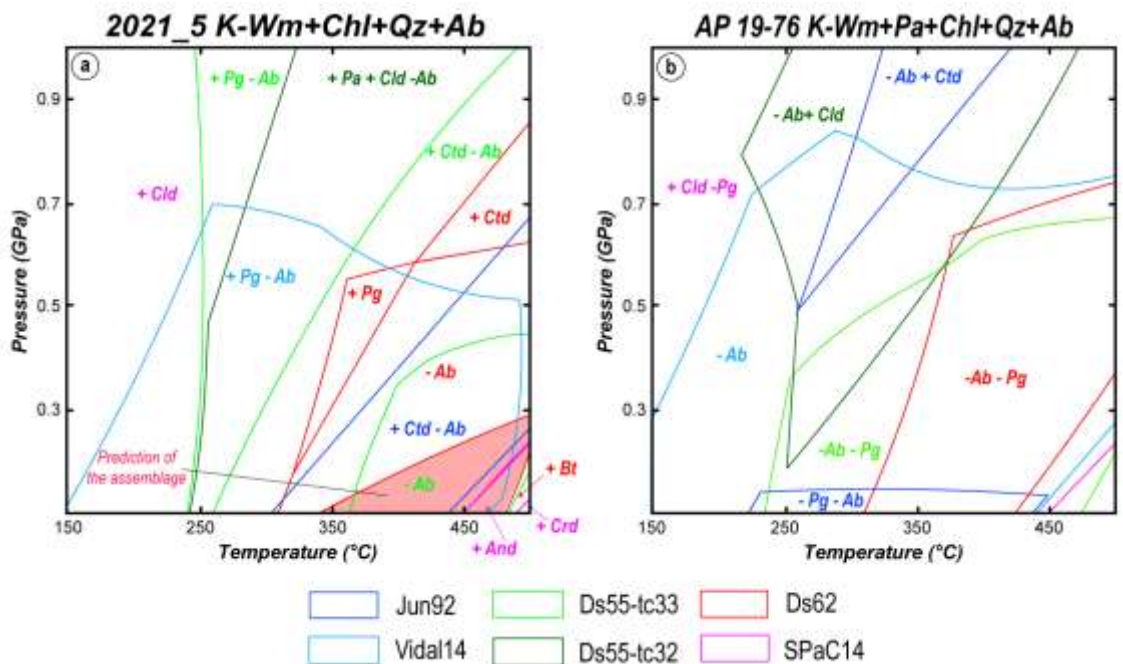 2021_5 K-Wm+Chl+Qz+Ab
AP 19-76 K-Wm+Pa+Chl+Qz+Ab
a
+ Pg - Ab
+ Pa + Cld -Ab
0.9
+ Ctd - Ab
+ Cld
0.7
+ Ctd
+ Pg - Ab
+ Pg
0.5
- Ab
0.3
+ Ctd - Ab
Prediction of
the assemblage
- Ab
+ Bt
+ Crd
+ And
150
250
350
450
Pressure (GPa)
Temperature (°C)
b
- Ab + Ctd
0.9
- Ab+ Cld
+ Cld -Pg
0.7
0.5
- Ab
-Ab - Pg
0.3
-Ab - Pg
- Pg - Ab
150
250
350
450
Pressure (GPa)
Temperature (°C)
Jun92
Ds55-tc33
Ds62
Vidal14
Ds55-tc32
SPaC14